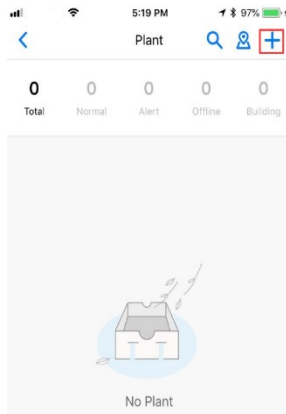 5:19 PM 97%
Plant
0 0 0 0 0
Total Normal Alert Offline Building
No Plant